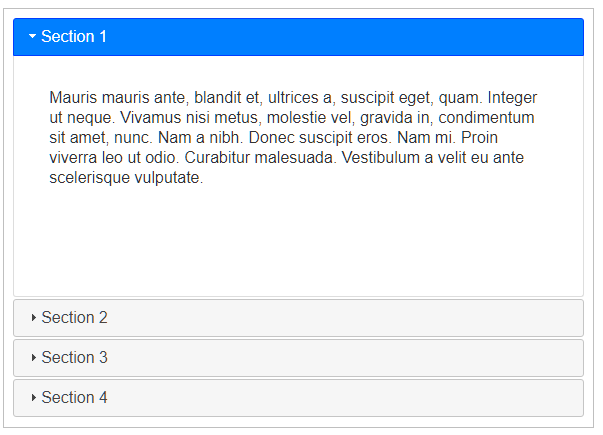 Section 1
Mauris mauris ante, blandit et, ultrices a, suscipit eget, quam. Integer
ut neque. Vivamus nisi metus, molestie vel, gravida in, condimentum
sit amet, nunc. Nam a nibh. Donec suscipit eros. Nam mi. Proin
viverra leo ut odio. Curabitur malesuada. Vestibulum a velit eu ante
scelerisque vulputate.
Section 2
Section 3
Section 4